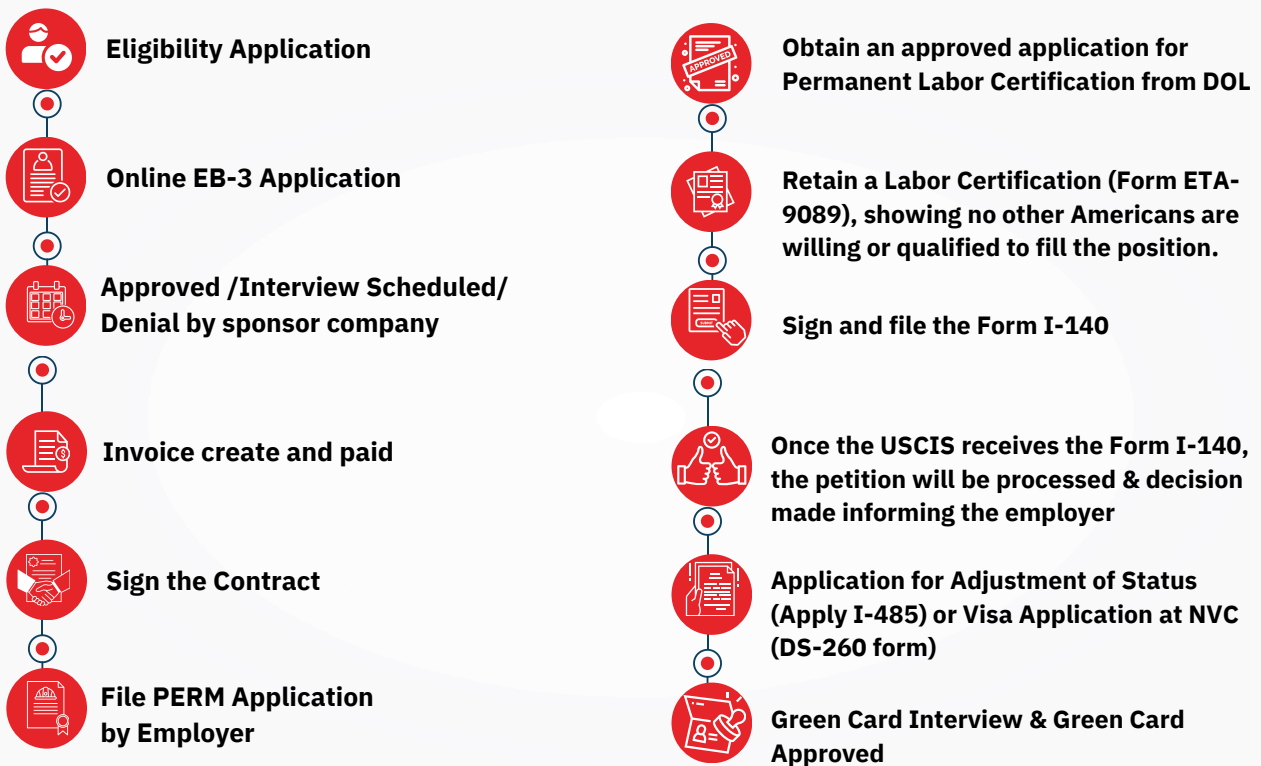 Eligibility Application
Online EB-3 Application
Approved /Interview Scheduled/
Denial by sponsor company
Invoice create and paid
Sign the Contract
File PERM Application
by Employer
APPROVED
Obtain an approved application for
Permanent Labor Certification from DOL
Retain a Labor Certification (Form ETA-
9089), showing no other Americans are
willing or qualified to fill the position.
SUBMIT
Sign and file the Form I-140
Once the USCIS receives the Form I-140,
the petition will be processed & decision
made informing the employer
Application for Adjustment of Status
(Apply I-485) or Visa Application at NVC
(DS-260 form)
Green Card Interview & Green Card
Approved